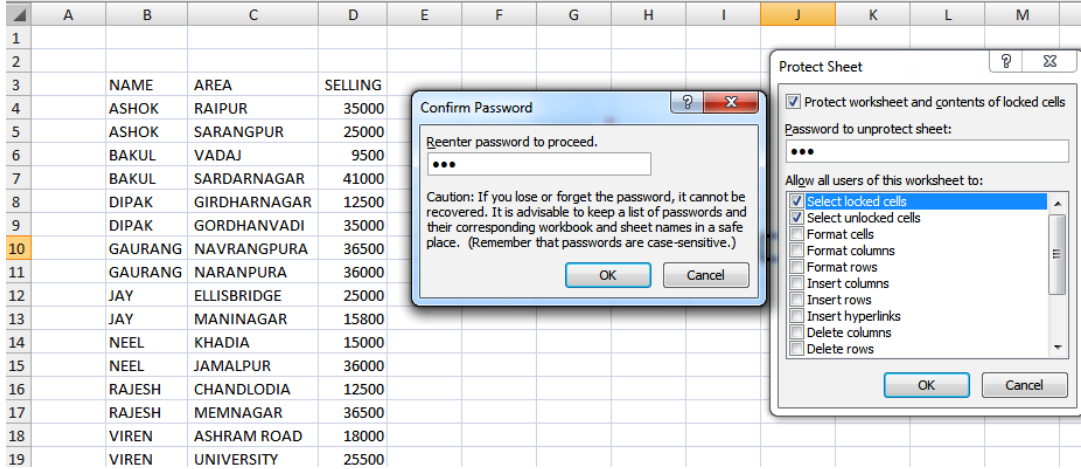 A B C D E F G H I J K L M
1
2
3 NAME AREA SELLING
4 ASHOK RAIPUR 35000
5 ASHOK SARANGPUR 25000
6 BAKUL VADAJ 9500
7 BAKUL SARDARNAGAR 41000
8 DIPAK GIRDHARNAGAR 12500
9 DIPAK GORDHANVADI 35000
10 GAURANG NAVRANGPURA 36500
11 GAURANG NARANPURA 36000
12 JAY ELLISBRIDGE 25000
13 JAY MANINAGAR 15800
14 NEEL KHADIA 15000
15 NEEL JAMALPUR 36000
16 RAJESH CHANDLODIA 12500
17 RAJESH MEMNAGAR 36500
18 VIREN ASHRAM ROAD 18000
19 VIREN UNIVERSITY 25500
Confirm Password
Reenter password to proceed.
•••
Caution: If you lose or forget the password, it cannot be
recovered. It is advisable to keep a list of passwords and
their corresponding workbook and sheet names in a safe
place. (Remember that passwords are case-sensitive.)
OK Cancel
Protect Sheet
Protect worksheet and contents of locked cells
Password to unprotect sheet:
•••
Allow all users of this worksheet to:
Select locked cells
Select unlocked cells
Format cells
Format columns
Format rows
Insert columns
Insert rows
Insert hyperlinks
Delete columns
Delete rows
OK Cancel